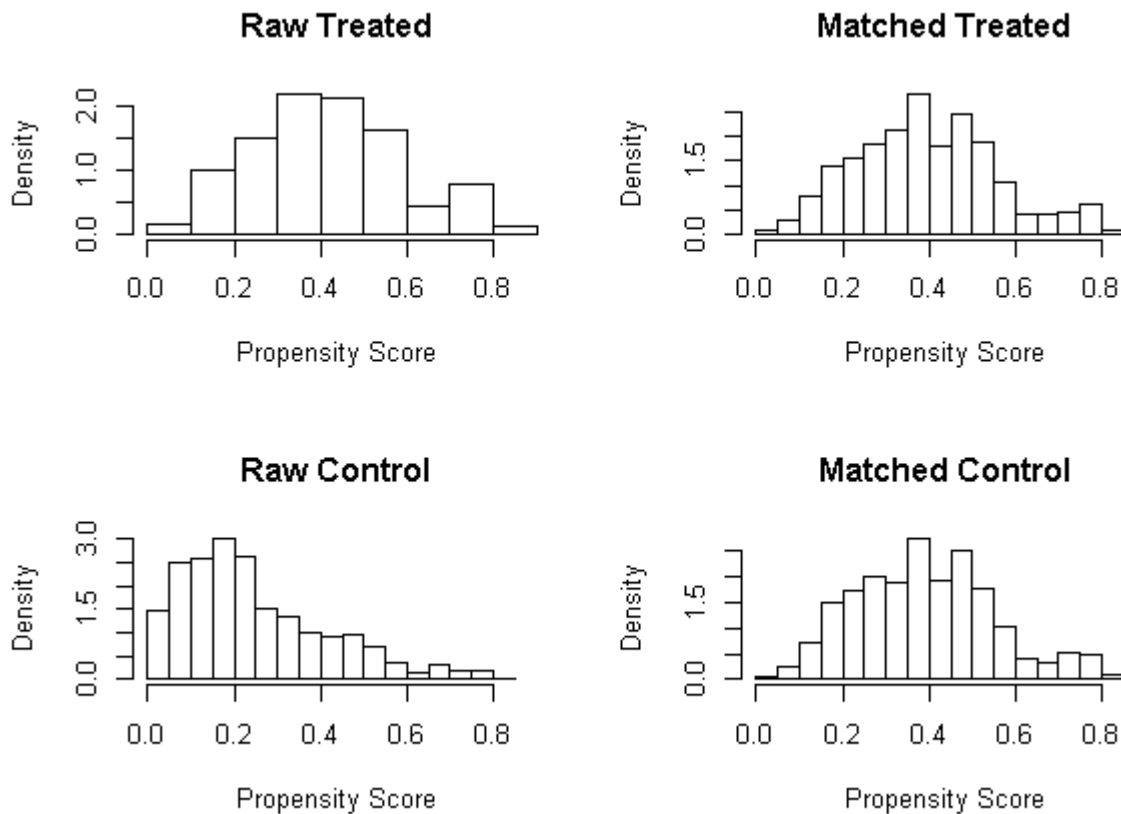 Raw Treated
Density
0.0 1.0 2.0
0.0 0.2 0.4 0.6 0.8
Propensity Score
Matched Treated
Density
0.0 1.5
0.0 0.2 0.4 0.6 0.8
Propensity Score
Raw Control
Density
0.0 1.5 3.0
0.0 0.2 0.4 0.6 0.8
Propensity Score
Matched Control
Density
0.0 1.5
0.0 0.2 0.4 0.6 0.8
Propensity Score